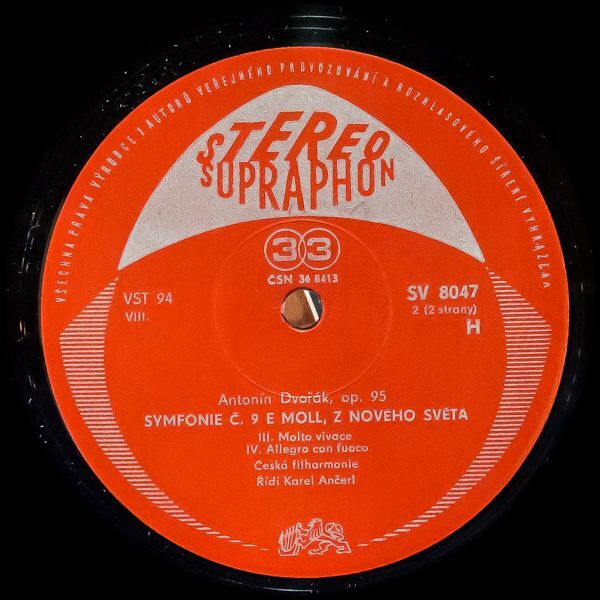 VŠECHNA PRÁVA VÝROBCE I AUTORŮ VEŘEJNÉHO PROVOZOVÁNÍ A ROZHLASOVÉHO ŠÍŘENÍ VYHRAZENA
STEREO
SUPRAPHON
33
ČSN 36 8413
VST 94
VIII.
SV 8047
2 (2 strany)
H
Antonín Dvořák, op. 95
SYMFONIE Č. 9 E MOLL, Z NOVÉHO SVĚTA
III. Molto vivace
IV. Allegro con fuoco
Česká filharmonie
Řídí Karel Ančerl